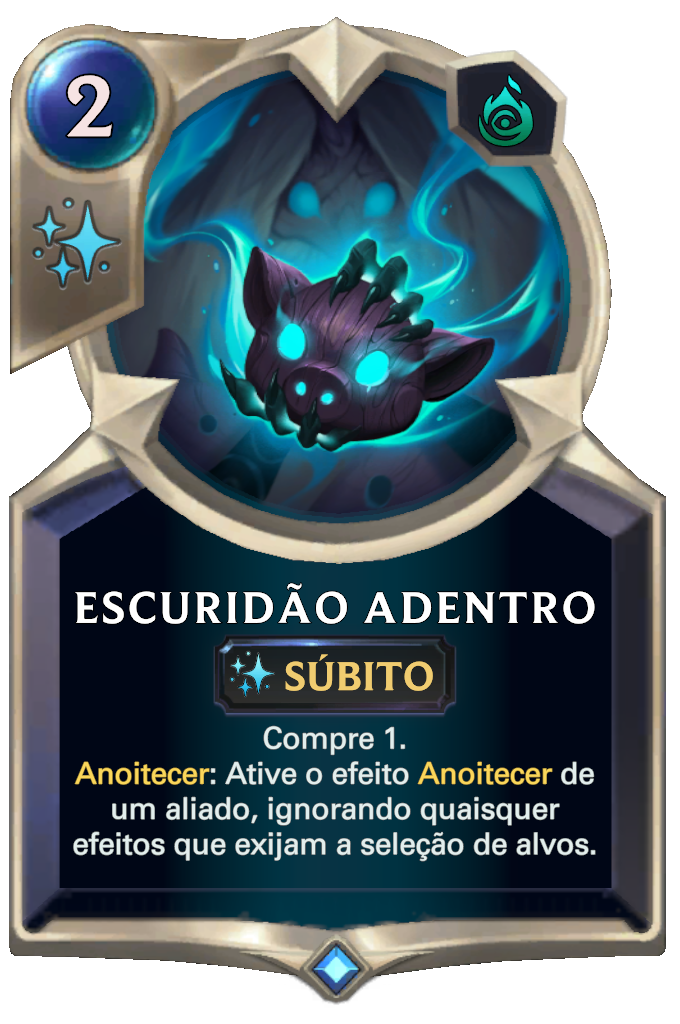 2
ESCURIDÃO ADENTRO
SÚBITO
Compre 1.
Anoitecer: Ative o efeito Anoitecer de
um aliado, ignorando quaisquer
efeitos que exijam a seleção de alvos.